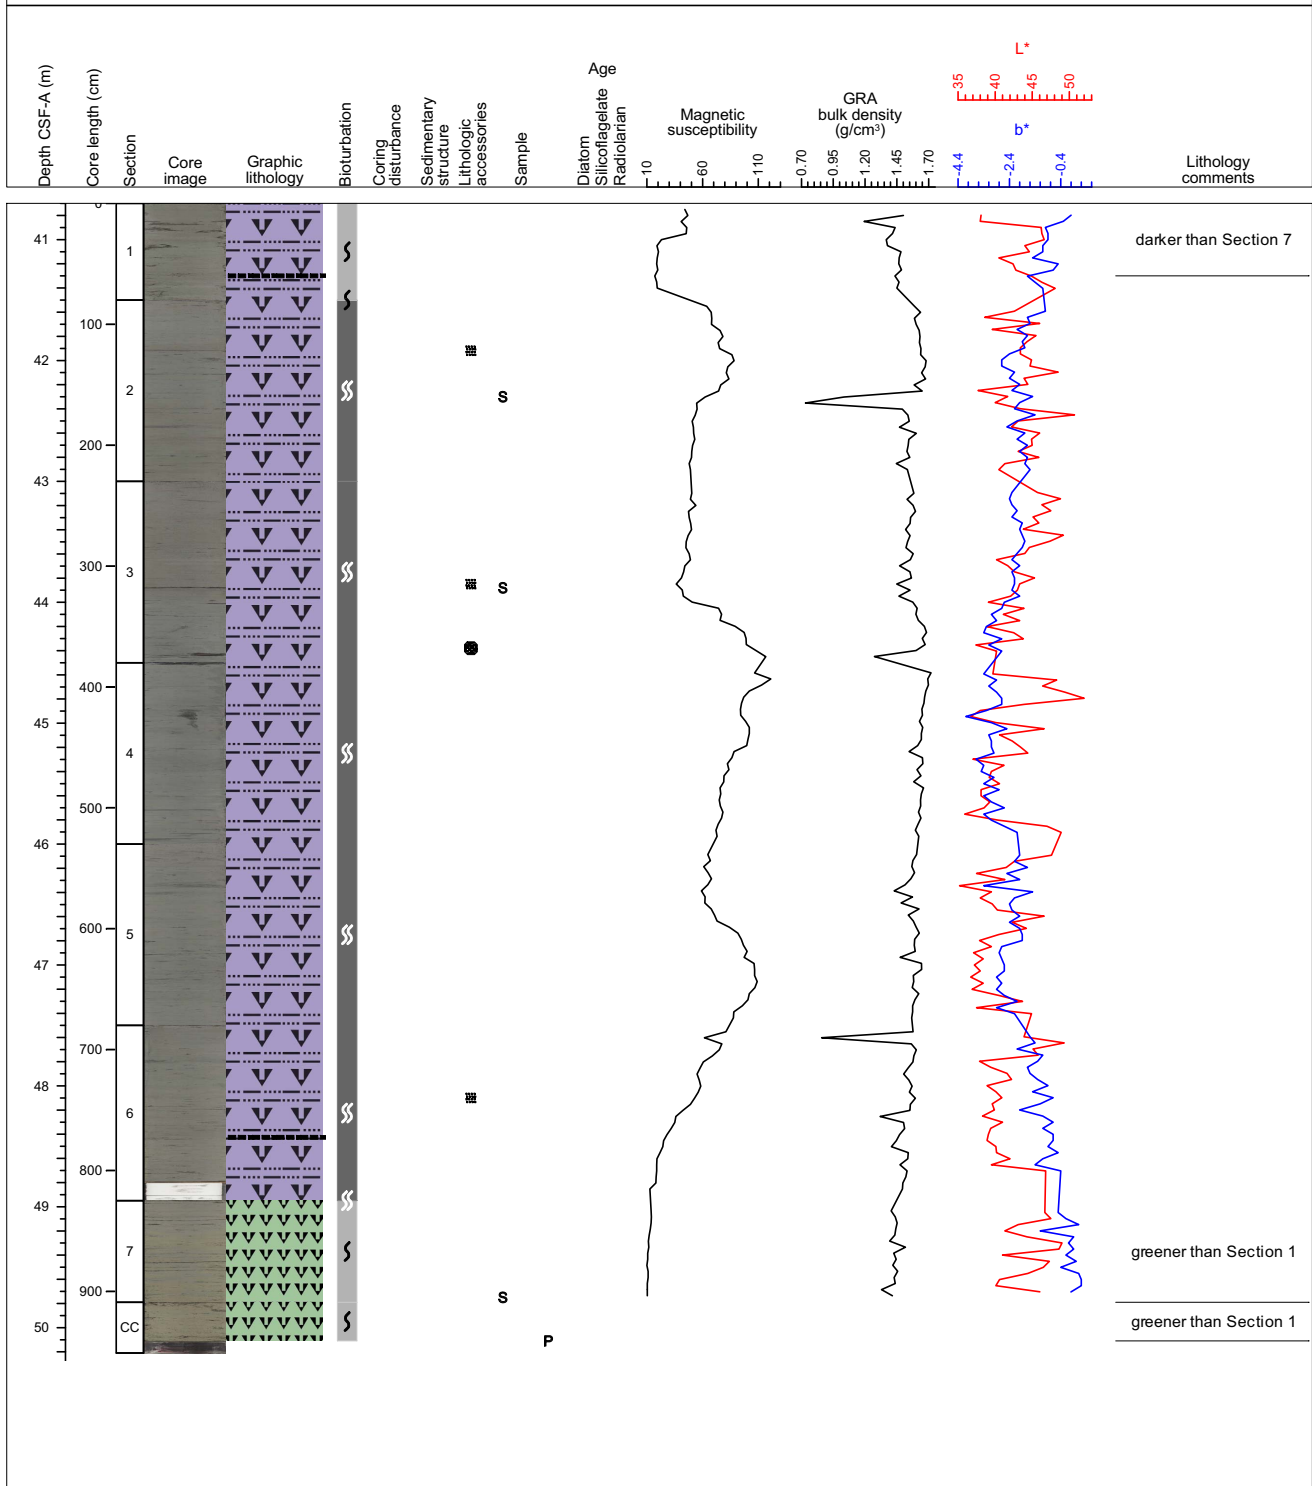 Depth CSF-A (m)
Core length (cm)
Section
Core
image
Graphic
lithology
Bioturbation
Coring
disturbance
Sedimentary
structure
Lithologic
accessories
Sample
Age
Diatom
Silicoflagelate
Radiolarian
Magnetic
susceptibility
10 60 110
GRA
bulk density
(g/cm³)
0.70 0.95 1.20 1.45 1.70
L*
35 40 45 50
b*
-4.4 -2.4 -0.4
Lithology
comments
0
41
1
darker than Section 7
100
42
2
S
200
43
300
3
S
44
400
45
4
500
46
5
600
47
700
48
6
800
49
7
greener than Section 1
900
S
50
CC
greener than Section 1
P